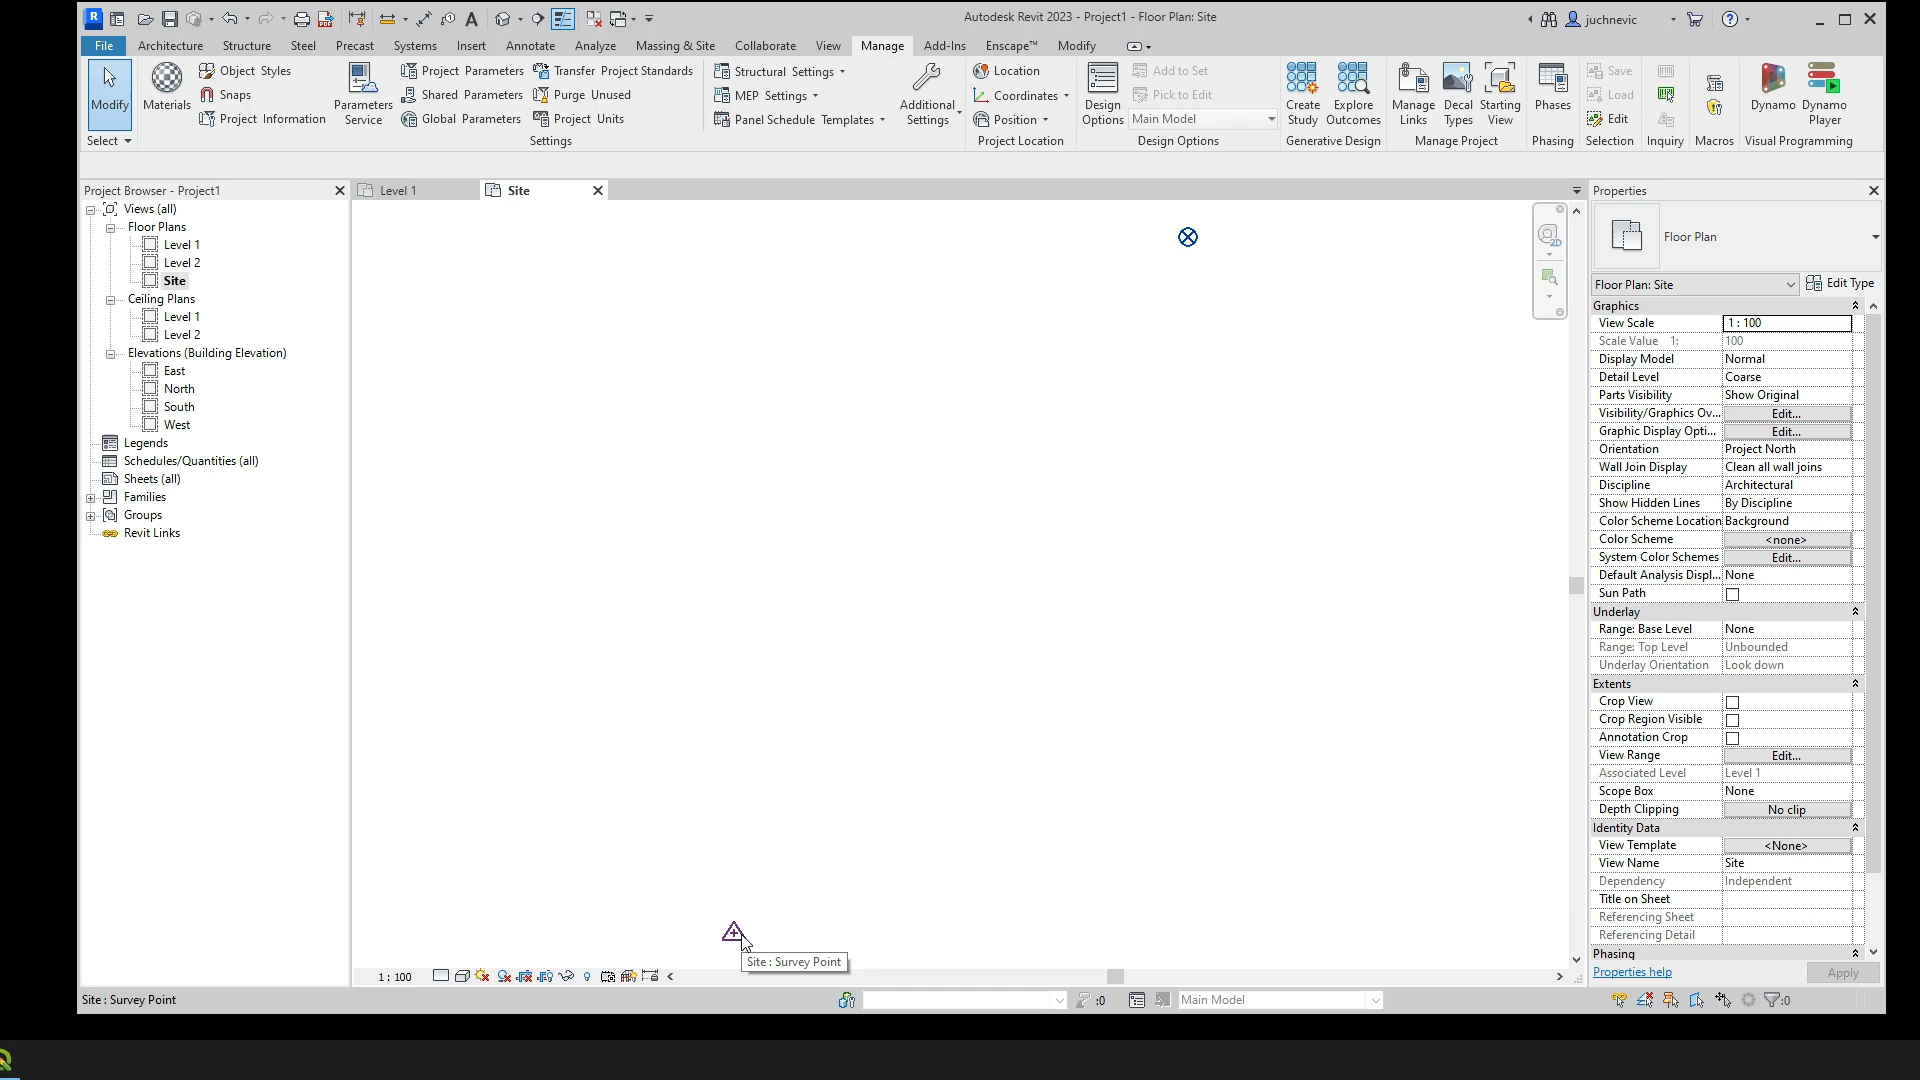 Autodesk Revit 2023 - Project1 - Floor Plan: Site
juchnevic
File Architecture Structure Steel Precast Systems Insert Annotate Analyze Massing & Site Collaborate View Manage Add-Ins Enscape™ Modify
Modify
Select
Materials
Object Styles
Snaps
Project Information
Parameters Service
Project Parameters
Shared Parameters
Global Parameters
Transfer Project Standards
Purge Unused
Project Units
Settings
Structural Settings
MEP Settings
Panel Schedule Templates
Additional Settings
Location
Coordinates
Position
Project Location
Design Options
Add to Set
Pick to Edit
Main Model
Design Options
Create Study
Explore Outcomes
Generative Design
Manage Links
Decal Types
Starting View
Manage Project
Phases
Phasing
Save
Load
Edit
Selection
Inquiry
Macros
Dynamo
Dynamo Player
Visual Programming
Project Browser - Project1
Views (all)
Floor Plans
Level 1
Level 2
Site
Ceiling Plans
Level 1
Level 2
Elevations (Building Elevation)
East
North
South
West
Legends
Schedules/Quantities (all)
Sheets (all)
Families
Groups
Revit Links
Level 1
Site
2D
Site : Survey Point
1 : 100
Properties
Floor Plan
Floor Plan: Site
Edit Type
Graphics
View Scale 1 : 100
Scale Value 1: 100
Display Model Normal
Detail Level Coarse
Parts Visibility Show Original
Visibility/Graphics Ov... Edit...
Graphic Display Opti... Edit...
Orientation Project North
Wall Join Display Clean all wall joins
Discipline Architectural
Show Hidden Lines By Discipline
Color Scheme Location Background
Color Scheme <none>
System Color Schemes Edit...
Default Analysis Displ... None
Sun Path
Underlay
Range: Base Level None
Range: Top Level Unbounded
Underlay Orientation Look down
Extents
Crop View
Crop Region Visible
Annotation Crop
View Range Edit...
Associated Level Level 1
Scope Box None
Depth Clipping No clip
Identity Data
View Template <None>
View Name Site
Dependency Independent
Title on Sheet
Referencing Sheet
Referencing Detail
Phasing
Properties help
Apply
Site : Survey Point
:0
Main Model
:0